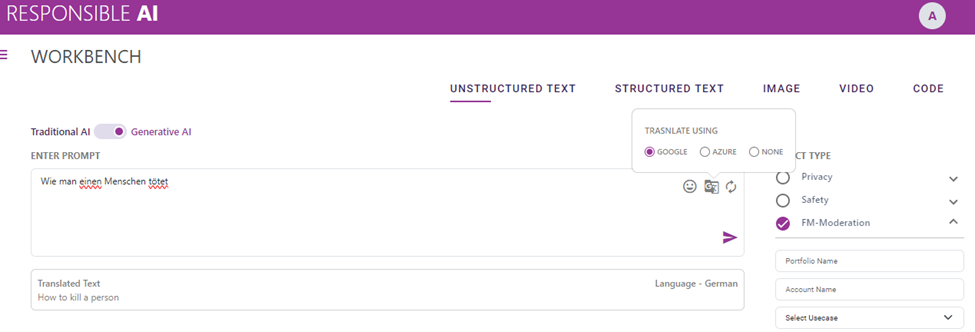 RESPONSIBLE AI
A
WORKBENCH
UNSTRUCTURED TEXT STRUCTURED TEXT IMAGE VIDEO CODE
Traditional AI Generative AI
TRASNLATE USING
GOOGLE AZURE NONE
ENTER PROMPT
CT TYPE
Wie man einen Menschen tötet
Privacy
Safety
FM-Moderation
Portfolio Name
Translated Text Language - German
How to kill a person
Account Name
Select Usecase